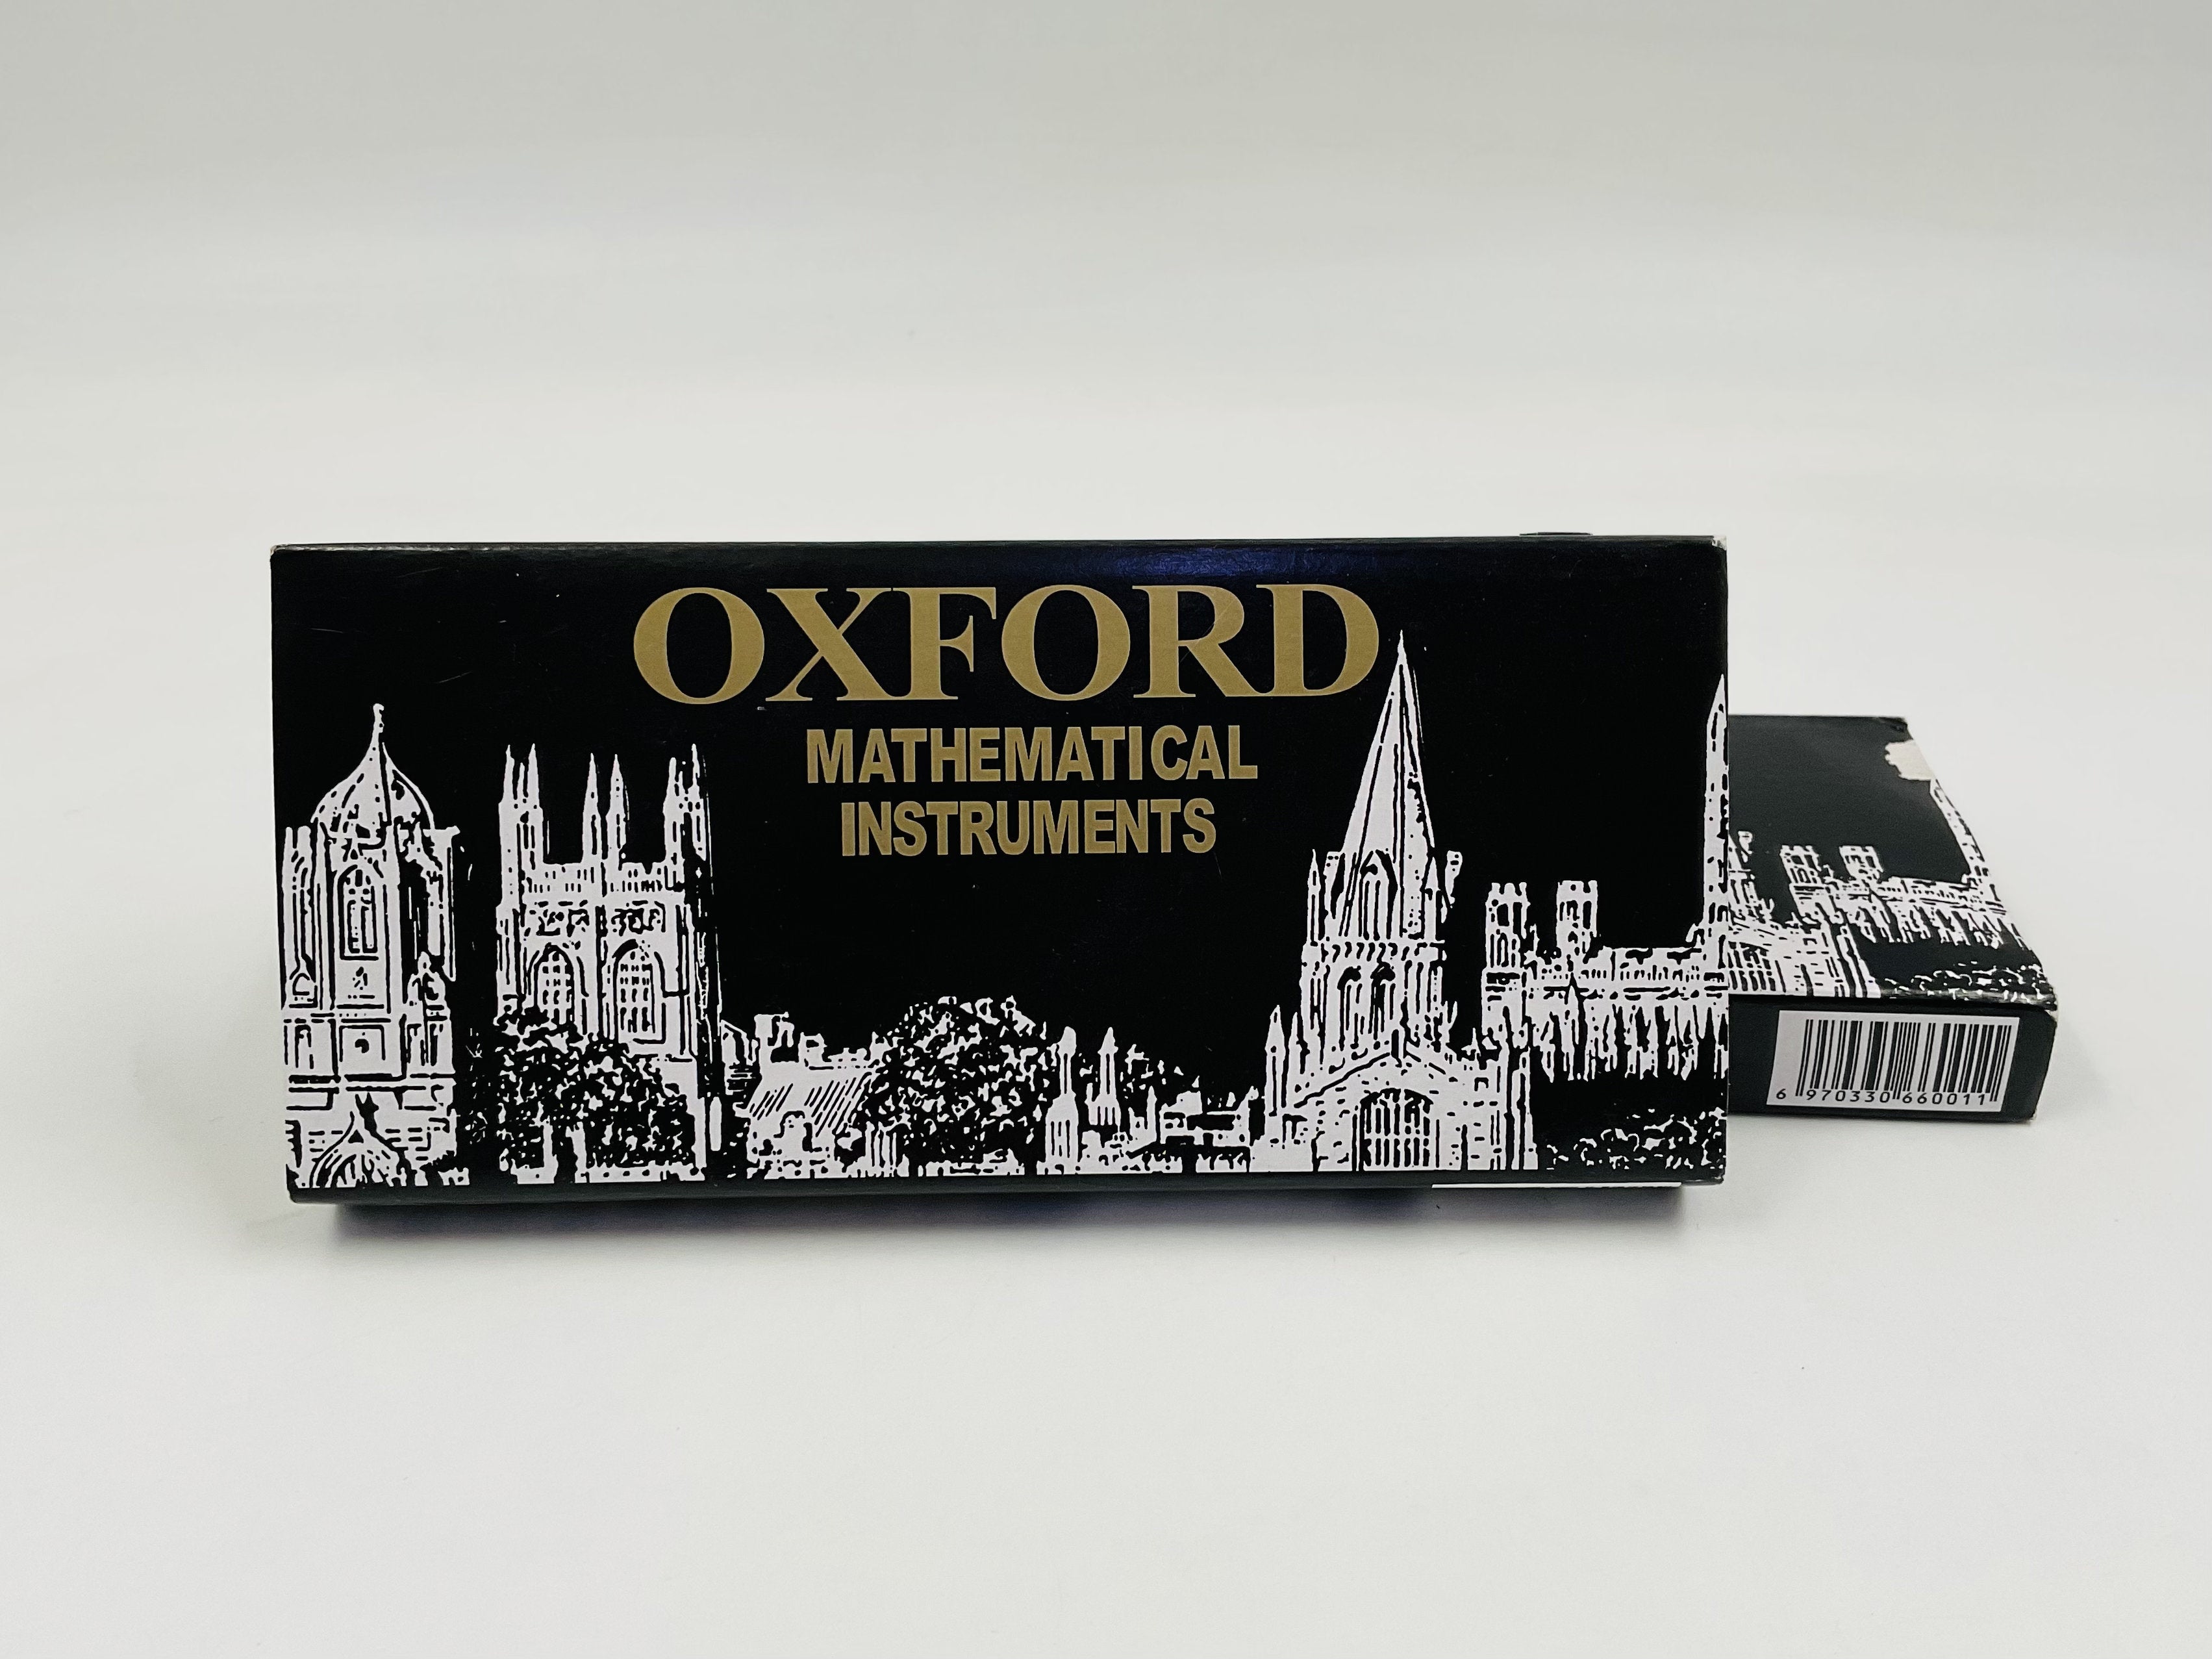 OXFORD
MATHEMATICAL
INSTRUMENTS
6 970330 660011